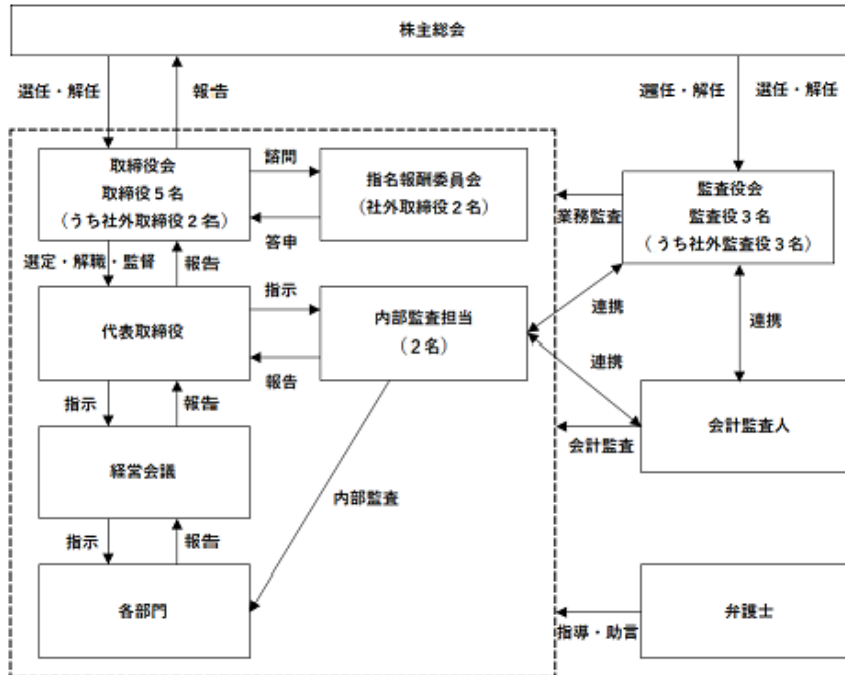 株主総会
選任・解任
報告
選任・解任
選任・解任
取締役会
取締役5名
(うち社外取締役2名)
諮問
答申
指名報酬委員会
(社外取締役2名)
業務監査
監査役会
監査役3名
(うち社外監査役3名)
選定・解職・監督
報告
代表取締役
指示
報告
内部監査担当
(2名)
連携
連携
連携
指示
報告
会計監査
会計監査人
経営会議
内部監査
指示
報告
各部門
指導・助言
弁護士